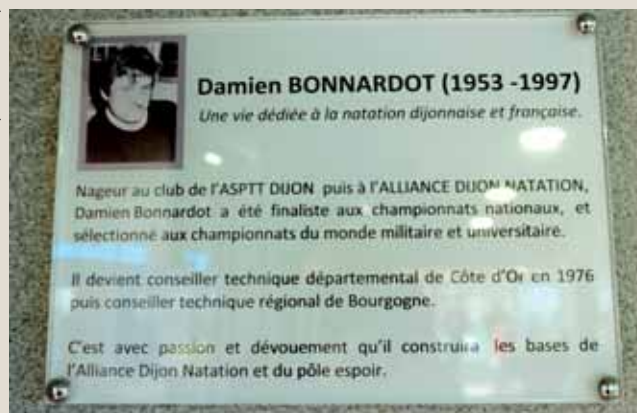 Damien BONNARDOT (1953 -1997)
Une vie dédiée à la natation dijonnaise et française.
Nageur au club de l'ASPTT DIJON puis à l'ALLIANCE DIJON NATATION,
Damien Bonnardot a été finaliste aux championnats nationaux, et
sélectionné aux championnats du monde militaire et universitaire.
Il devient conseiller technique départemental de Côte d'Or en 1976
puis conseiller technique régional de Bourgogne.
C'est avec passion et dévouement qu'il construira les bases de
l'Alliance Dijon Natation et du pôle espoir.